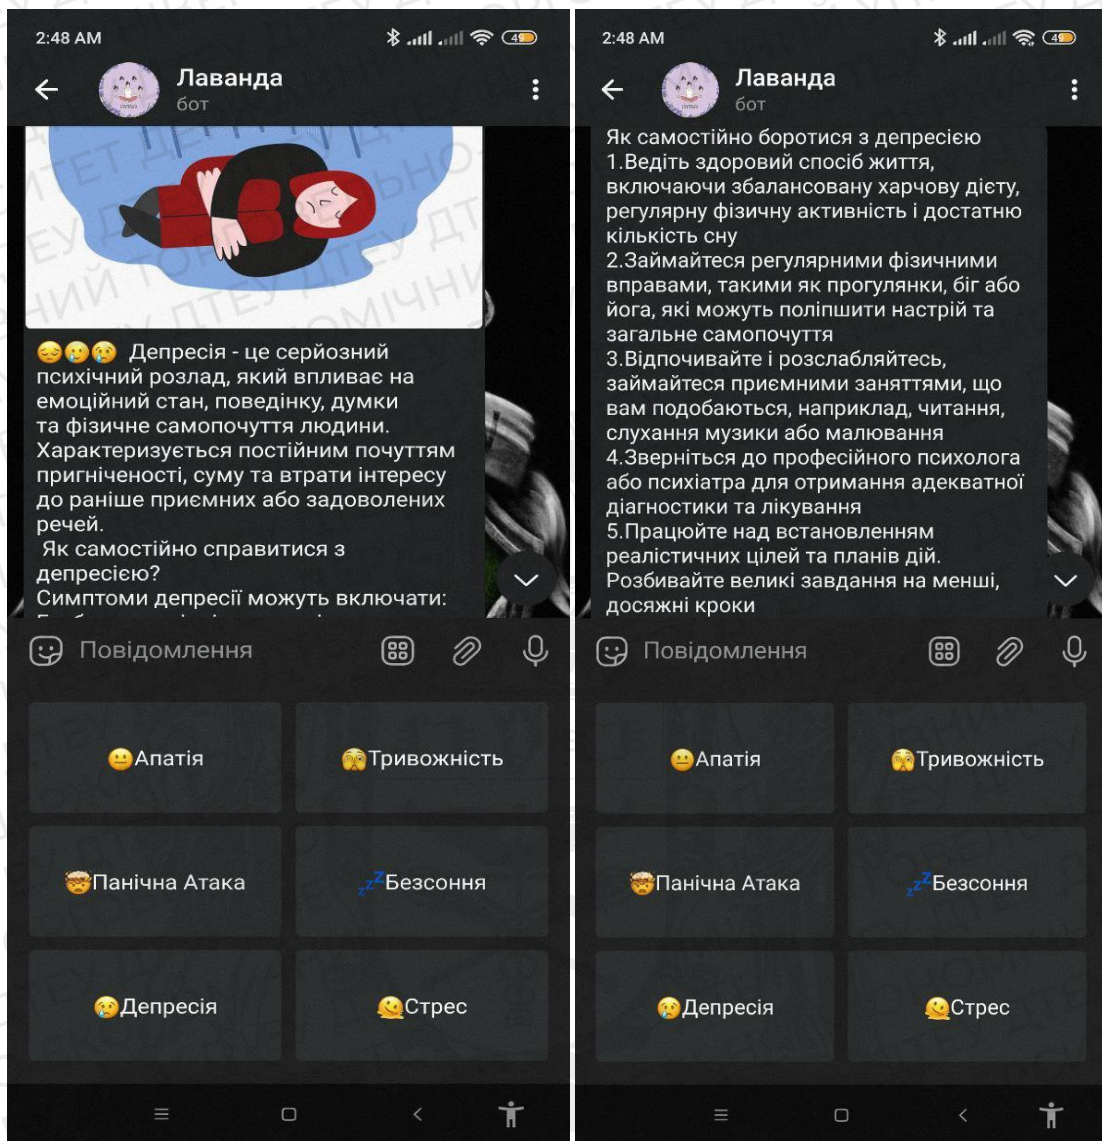 2:48 AM
49
Лаванда
бот
😔🥲😢 Депресія - це серйозний
психічний розлад, який впливає на
емоційний стан, поведінку, думки
та фізичне самопочуття людини.
Характеризується постійним почуттям
пригніченості, суму та втрати інтересу
до раніше приємних або задоволених
речей.
Як самостійно справитися з
депресією?
Симптоми депресії можуть включати:
Повідомлення
😐Апатія
🫣Тривожність
🤯Панічна Атака
💤Безсоння
😢Депресія
🫠Стрес
2:48 AM
49
Лаванда
бот
Як самостійно боротися з депресією
1.Ведіть здоровий спосіб життя,
включаючи збалансовану харчову дієту,
регулярну фізичну активність і достатню
кількість сну
2.Займайтеся регулярними фізичними
вправами, такими як прогулянки, біг або
йога, які можуть поліпшити настрій та
загальне самопочуття
3.Відпочивайте і розслабляйтесь,
займайтеся приємними заняттями, що
вам подобаються, наприклад, читання,
слухання музики або малювання
4.Зверніться до професійного психолога
або психіатра для отримання адекватної
діагностики та лікування
5.Працюйте над встановленням
реалістичних цілей та планів дій.
Розбивайте великі завдання на менші,
досяжні кроки
Повідомлення
😐Апатія
🫣Тривожність
🤯Панічна Атака
💤Безсоння
😢Депресія
🫠Стрес